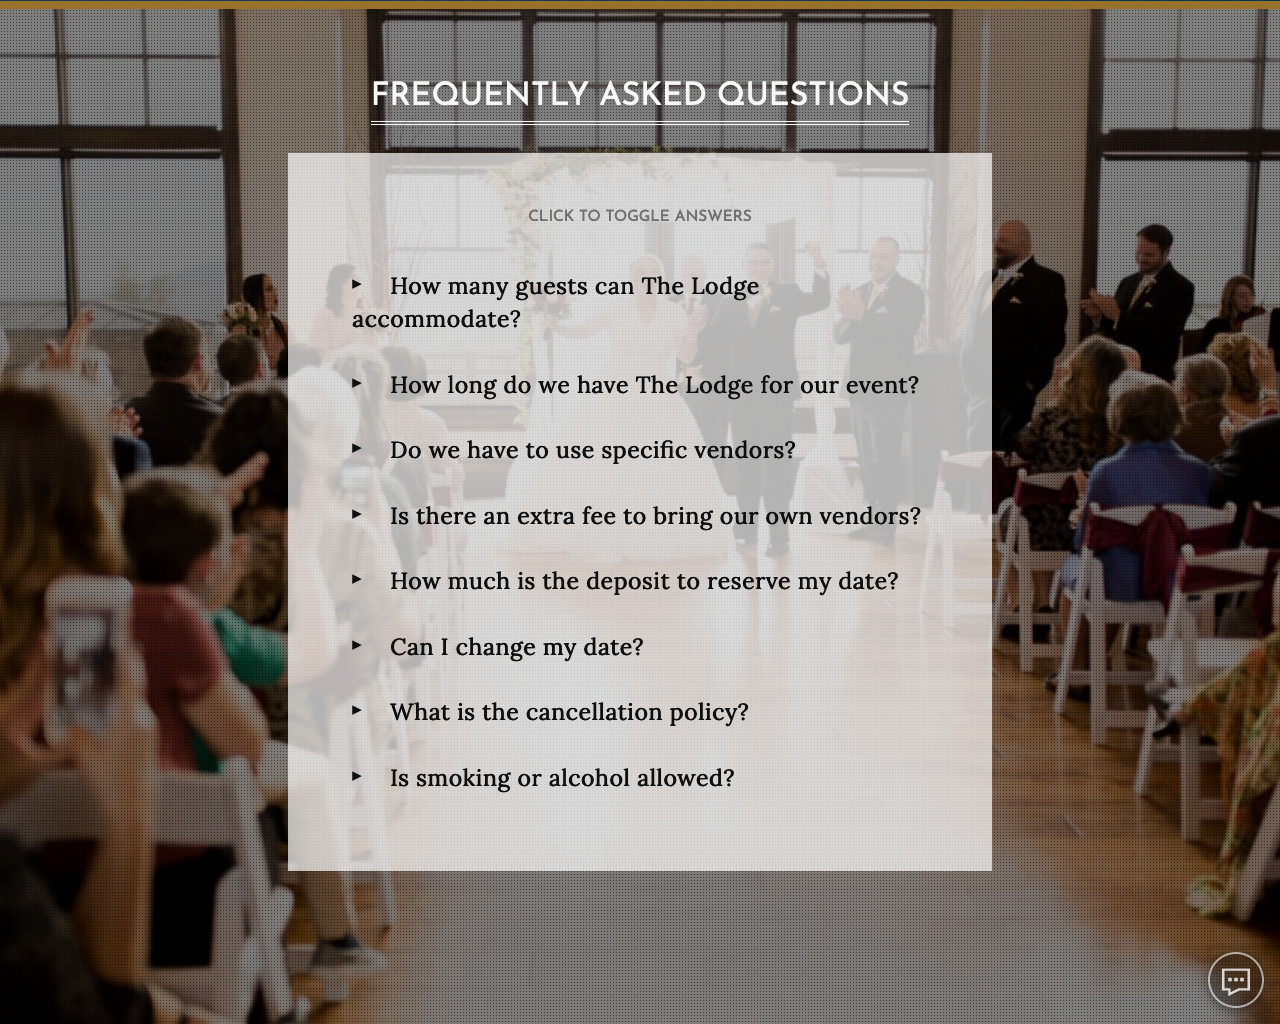 FREQUENTLY ASKED QUESTIONS
CLICK TO TOGGLE ANSWERS
How many guests can The Lodge
accommodate?
How long do we have The Lodge for our event?
Do we have to use specific vendors?
Is there an extra fee to bring our own vendors?
How much is the deposit to reserve my date?
Can I change my date?
What is the cancellation policy?
Is smoking or alcohol allowed?